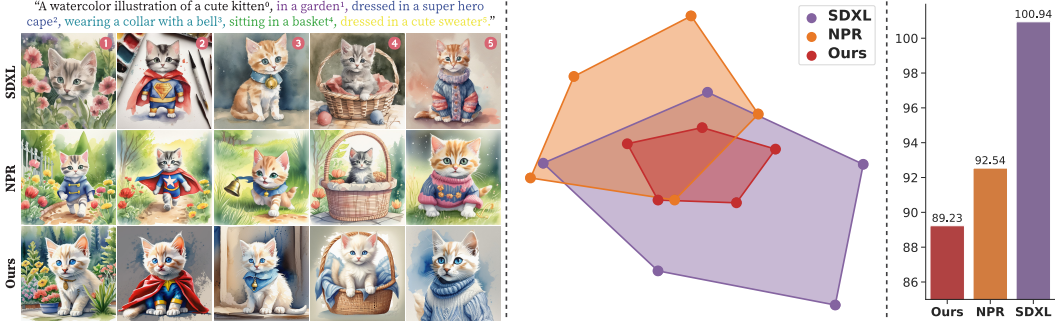 “A watercolor illustration of a cute kitten⁰, in a garden¹, dressed in a super hero
cape², wearing a collar with a bell³, sitting in a basket⁴, dressed in a cute sweater⁵.”
SDXL
1
2
3
4
5
NPR
Ours
SDXL
NPR
Ours
100
98
96
94
92
90
88
86
89.23
92.54
100.94
Ours NPR SDXL